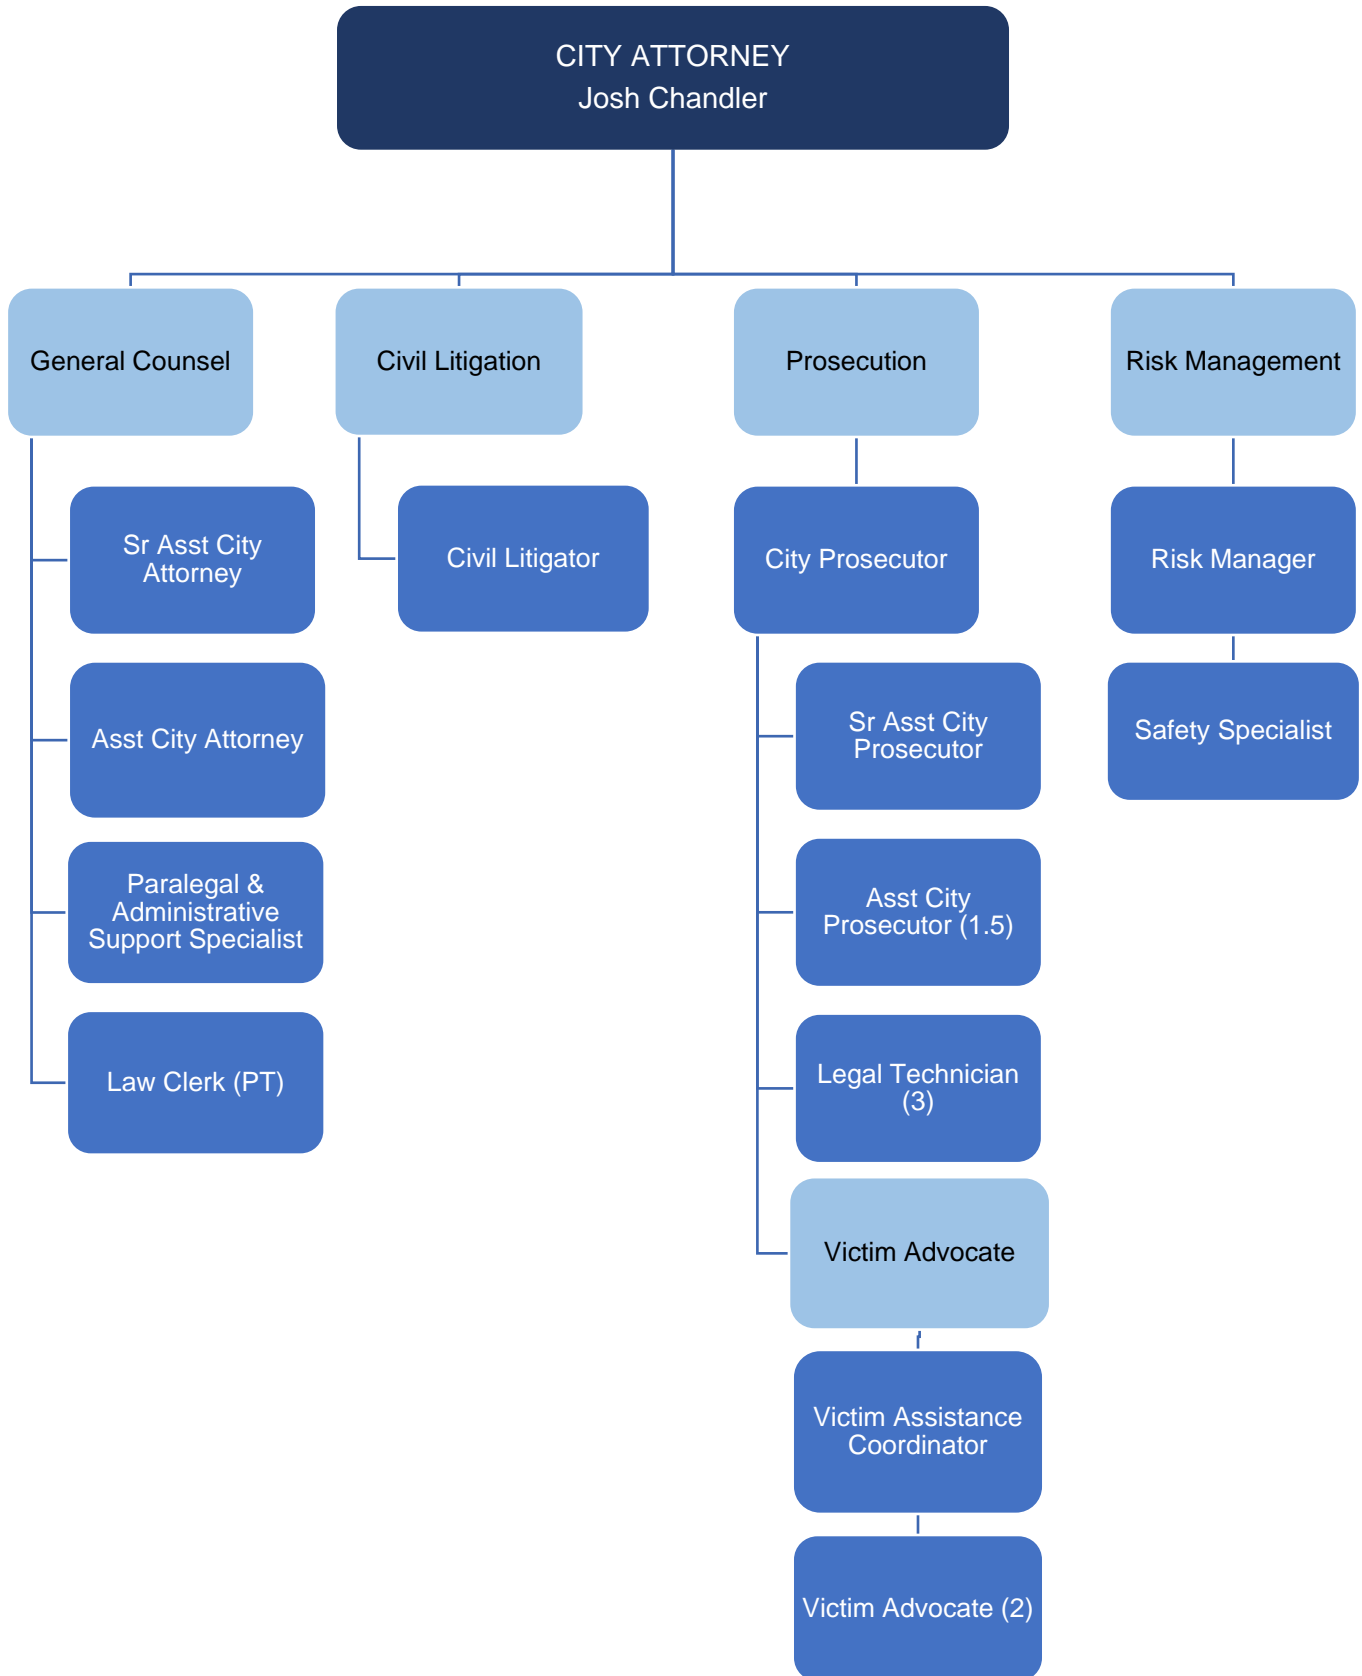 CITY ATTORNEY
Josh Chandler
General Counsel
Civil Litigation
Prosecution
Risk Management
Sr Asst City
Attorney
Civil Litigator
City Prosecutor
Risk Manager
Asst City Attorney
Sr Asst City
Prosecutor
Safety Specialist
Paralegal &
Administrative
Support Specialist
Asst City
Prosecutor (1.5)
Law Clerk (PT)
Legal Technician
(3)
Victim Advocate
Victim Assistance
Coordinator
Victim Advocate (2)